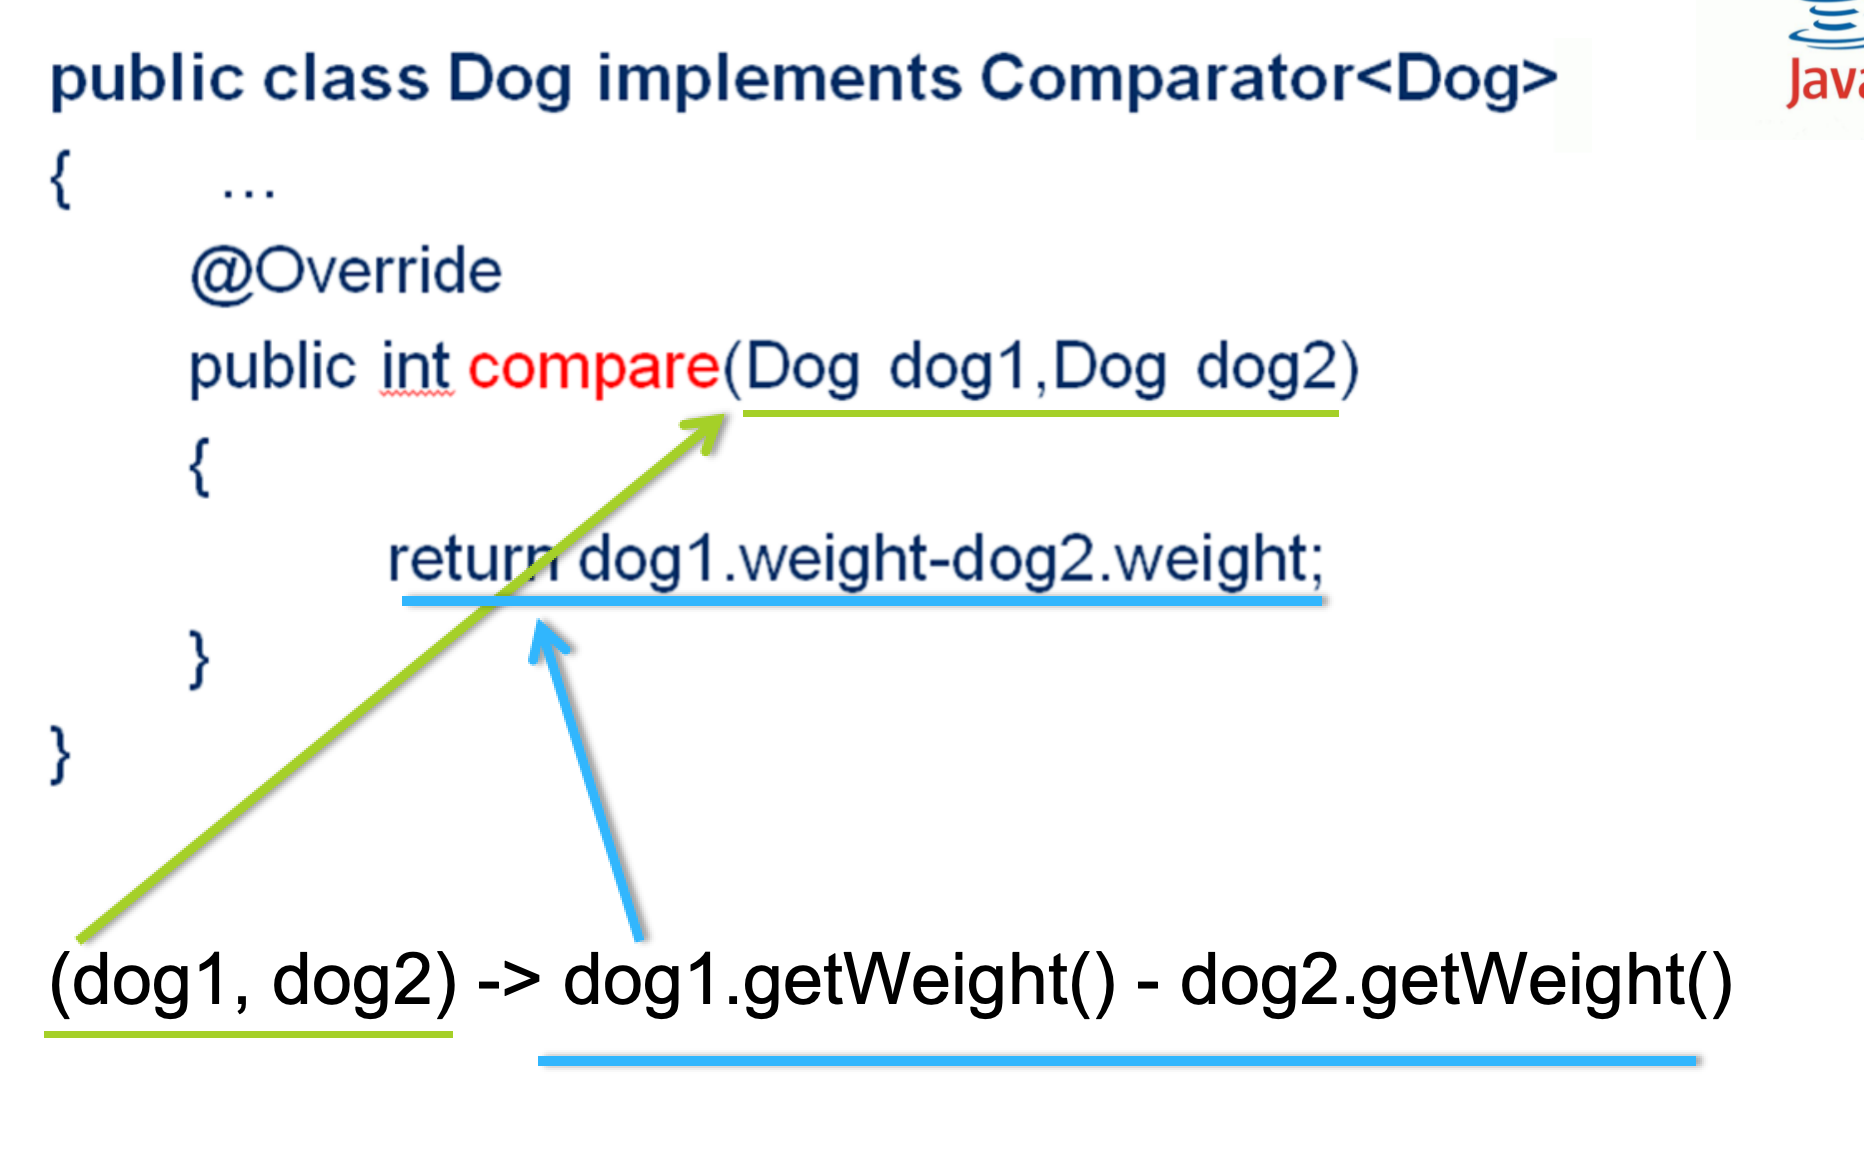 Java
public class Dog implements Comparator<Dog>
{ ...
@Override
public int compare(Dog dog1,Dog dog2)
{
return dog1.weight-dog2.weight;
}
}
(dog1, dog2) -> dog1.getWeight() - dog2.getWeight()